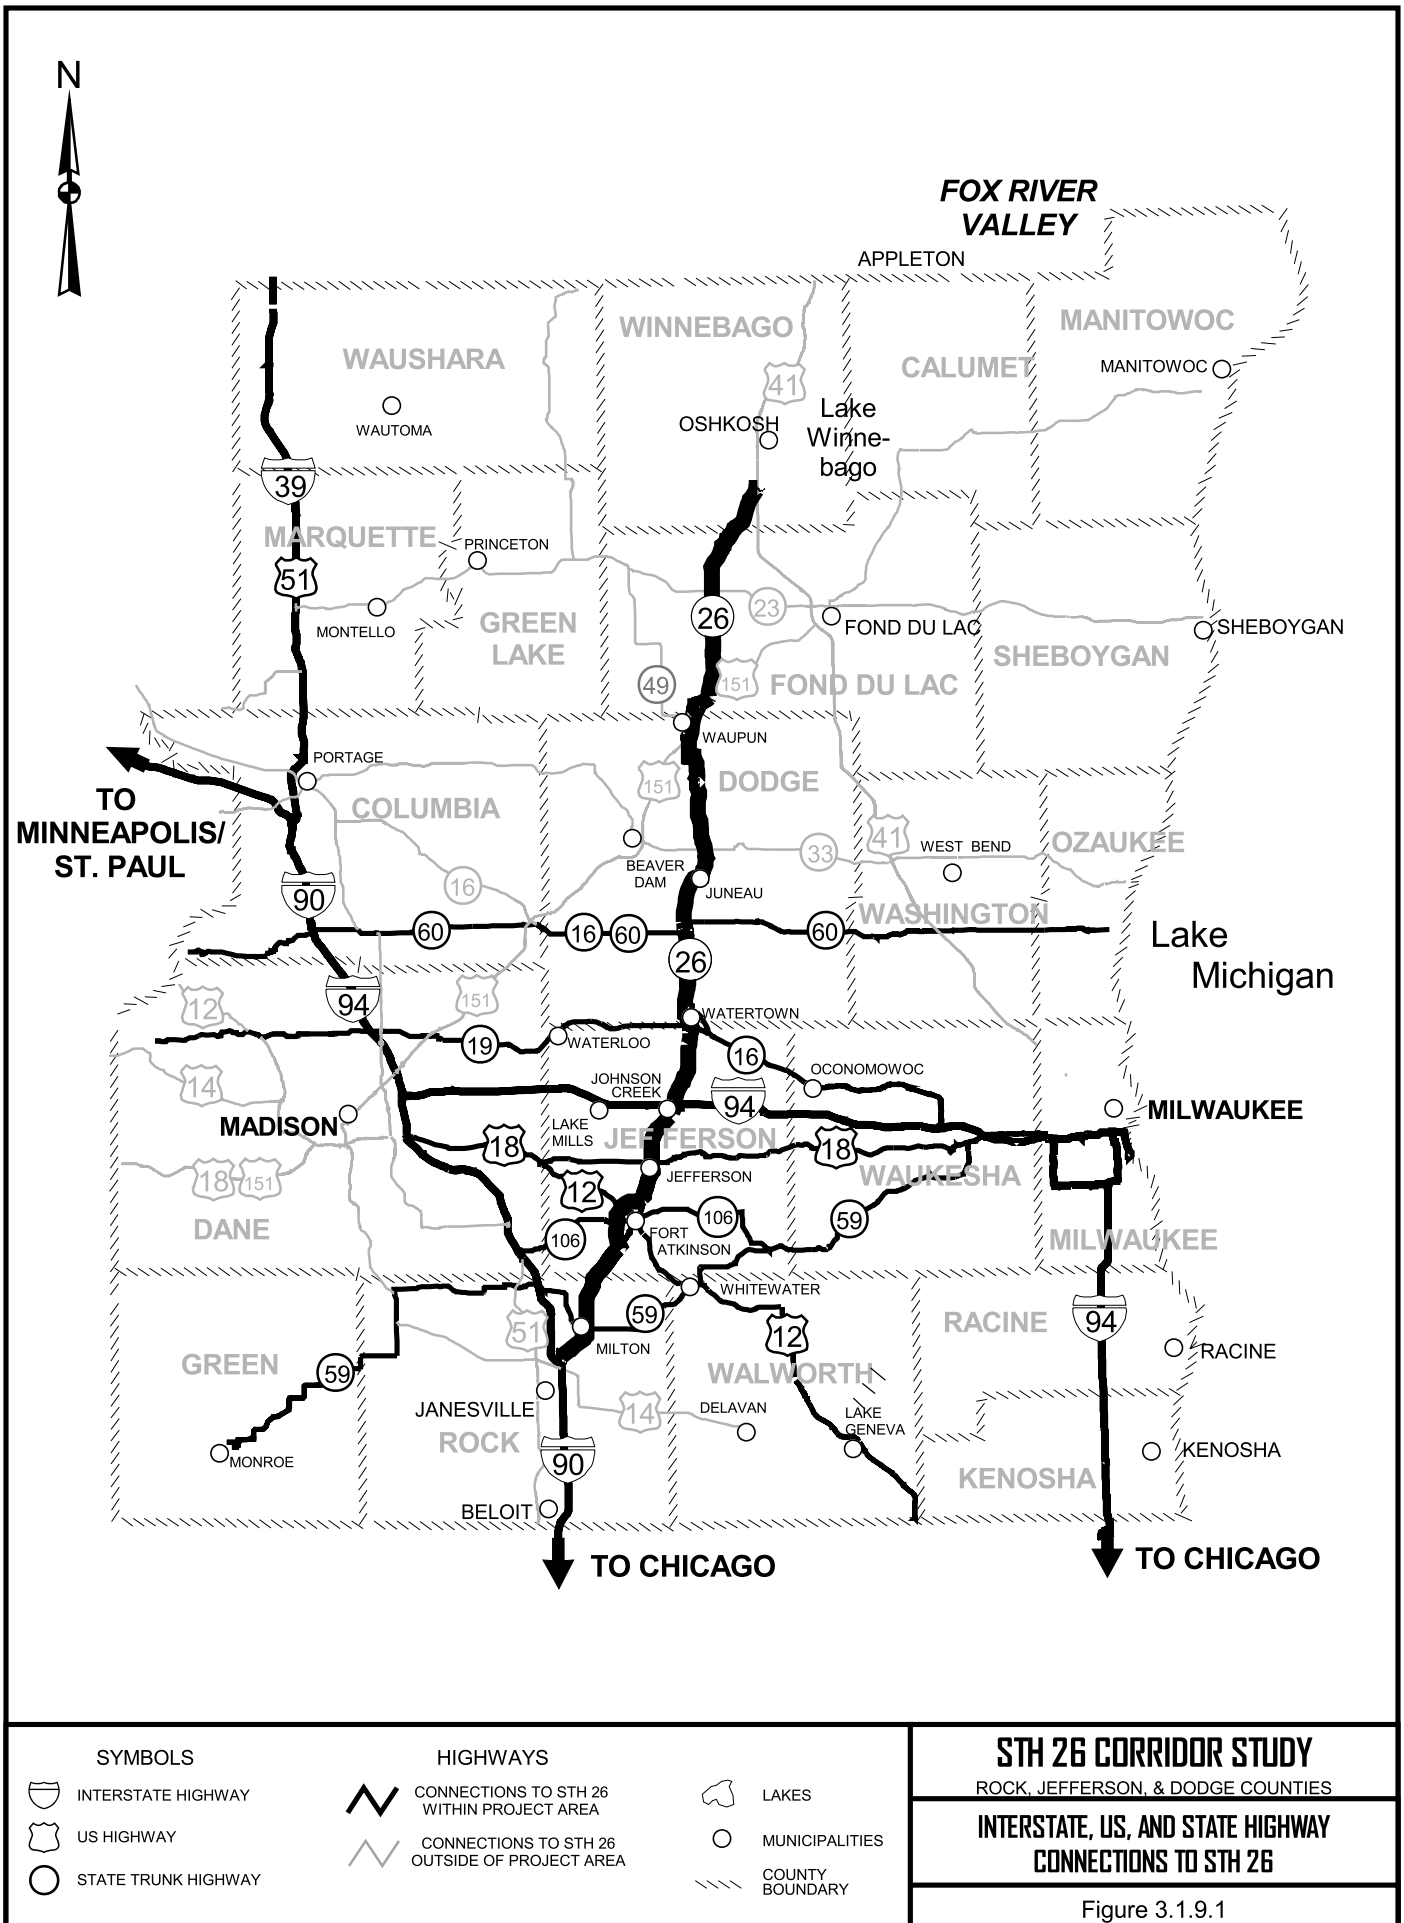 N
FOX RIVER
VALLEY
APPLETON
WINNEBAGO
MANITOWOC
WAUSHARA
CALUMET
MANITOWOC
41
WAUTOMA
OSHKOSH
Lake
Winne-
bago
39
MARQUETTE
PRINCETON
51
MONTELLO
GREEN
LAKE
26
23
FOND DU LAC
SHEBOYGAN
SHEBOYGAN
49
151
FOND DU LAC
WAUPUN
PORTAGE
151
DODGE
TO
MINNEAPOLIS/
ST. PAUL
COLUMBIA
41
OZAUKEE
BEAVER
DAM
33
WEST BEND
16
JUNEAU
90
WASHINGTON
60
16
60
60
Lake
Michigan
26
12
94
151
WATERTOWN
19
WATERLOO
16
14
JOHNSON
CREEK
OCONOMOWOC
94
MADISON
LAKE
MILLS
JEFFERSON
MILWAUKEE
18
18
18
151
12
JEFFERSON
WAUKESHA
DANE
106
FORT
ATKINSON
106
59
MILWAUKEE
WHITEWATER
51
59
12
RACINE
94
GREEN
MILTON
RACINE
59
WALWORTH
JANESVILLE
14
DELAVAN
LAKE
GENEVA
ROCK
MONROE
90
KENOSHA
KENOSHA
BELOIT
TO CHICAGO
TO CHICAGO
SYMBOLS
INTERSTATE HIGHWAY
US HIGHWAY
STATE TRUNK HIGHWAY
HIGHWAYS
CONNECTIONS TO STH 26
WITHIN PROJECT AREA
CONNECTIONS TO STH 26
OUTSIDE OF PROJECT AREA
LAKES
MUNICIPALITIES
COUNTY
BOUNDARY
STH 26 CORRIDOR STUDY
ROCK, JEFFERSON, & DODGE COUNTIES
INTERSTATE, US, AND STATE HIGHWAY
CONNECTIONS TO STH 26
Figure 3.1.9.1